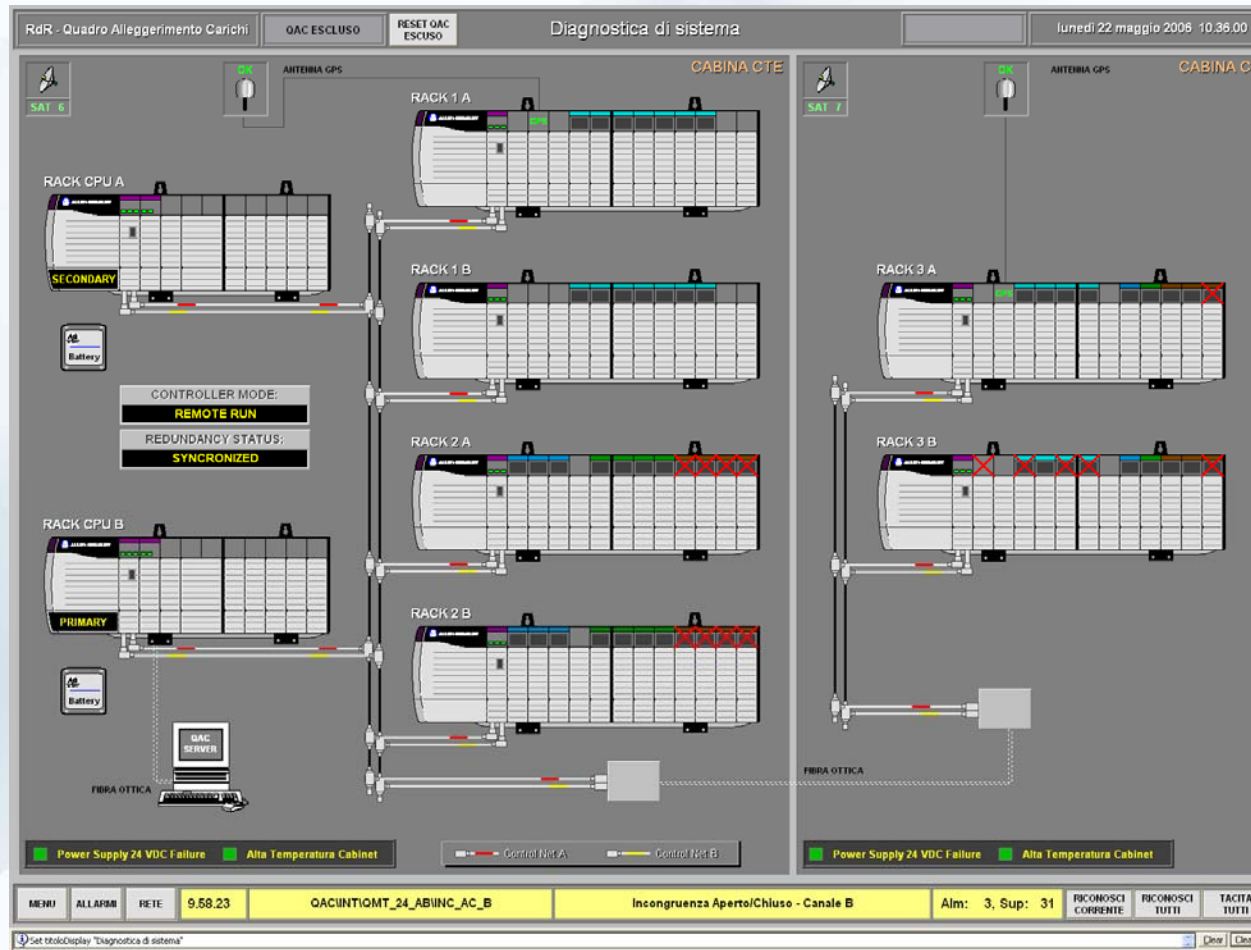 RdR - Quadro Alleggerimento Carichi
QAC ESCLUSO
RESET QAC
ESCUSO
Diagnostica di sistema
lunedì 22 maggio 2006 10.36.00
SAT 6
OK
ANTENNA GPS
CABINA CTE
RACK 1 A
GPS
RACK CPU A
SECONDARY
Battery
CONTROLLER MODE:
REMOTE RUN
REDUNDANCY STATUS:
SYNCRONIZED
RACK 1 B
RACK 2 A
RACK CPU B
PRIMARY
Battery
RACK 2 B
QAC
SERVER
FIBRA OTTICA
Power Supply 24 VDC Failure
Alta Temperatura Cabinet
Control Net A
Control Net B
SAT 7
OK
ANTENNA GPS
CABINA C
RACK 3 A
GPS
RACK 3 B
FIBRA OTTICA
Power Supply 24 VDC Failure
Alta Temperatura Cabinet
MENU
ALLARMI
RETE
9.58.23
QAC\INT\QMT_24_AB\INC_AC_B
Incongruenza Aperto/Chiuso - Canale B
Alm: 3, Sup: 31
RICONOSCI
CORRENTE
RICONOSCI
TUTTI
TACITA
TUTTI
Set titoloDisplay "Diagnostica di sistema"
Clear